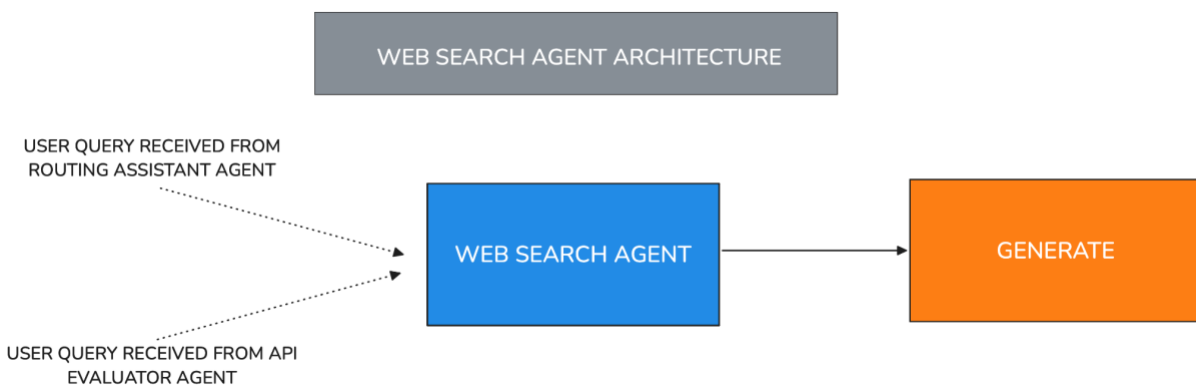 WEB SEARCH AGENT ARCHITECTURE
USER QUERY RECEIVED FROM
ROUTING ASSISTANT AGENT
WEB SEARCH AGENT
GENERATE
USER QUERY RECEIVED FROM API
EVALUATOR AGENT